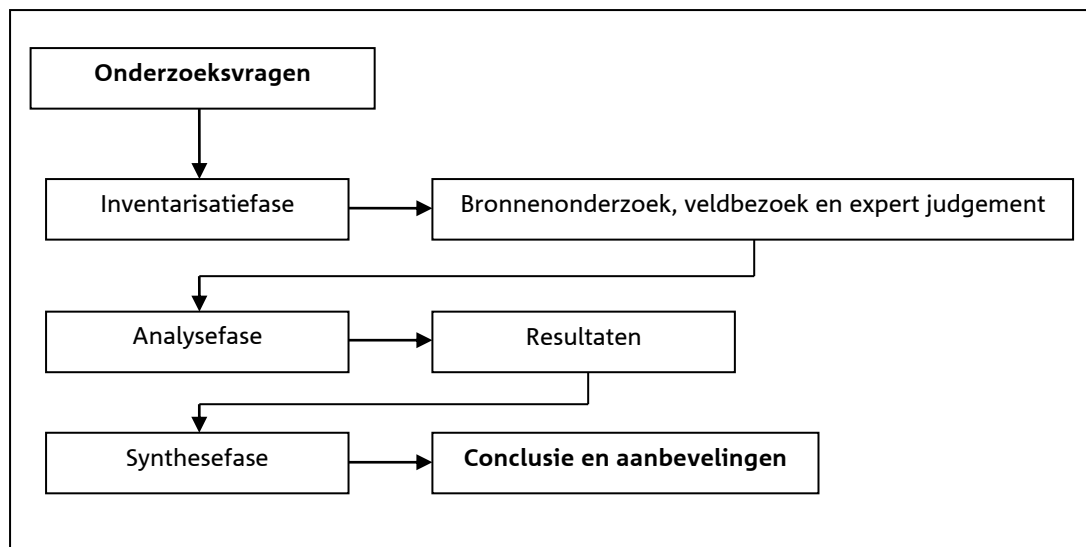 Onderzoeksvragen
Inventarisatiefase
Bronnenonderzoek, veldbezoek en expert judgement
Analysefase
Resultaten
Synthesefase
Conclusie en aanbevelingen